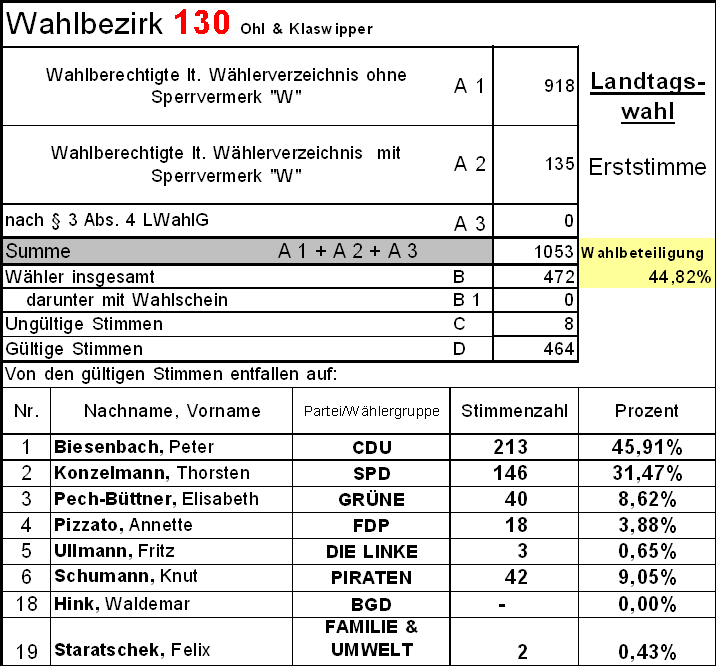 Wahlbezirk 130 Ohl & Klaswipper
Wahlberechtigte lt. Wählerverzeichnis ohne
Sperrvermerk "W" A 1 918
Landtags-
wahl
Wahlberechtigte lt. Wählerverzeichnis mit
Sperrvermerk "W" A 2 135
Erststimme
nach § 3 Abs. 4 LWahlG A 3 0
Summe A 1 + A 2 + A 3 1053 Wahlbeteiligung
Wähler insgesamt B 472 44,82%
darunter mit Wahlschein B 1 0
Ungültige Stimmen C 8
Gültige Stimmen D 464
Von den gültigen Stimmen entfallen auf:
Nr. Nachname, Vorname Partei/Wählergruppe Stimmenzahl Prozent
1 Biesenbach, Peter CDU 213 45,91%
2 Konzelmann, Thorsten SPD 146 31,47%
3 Pech-Büttner, Elisabeth GRÜNE 40 8,62%
4 Pizzato, Annette FDP 18 3,88%
5 Ullmann, Fritz DIE LINKE 3 0,65%
6 Schumann, Knut PIRATEN 42 9,05%
18 Hink, Waldemar BGD - 0,00%
FAMILIE &
19 Staratschek, Felix UMWELT 2 0,43%